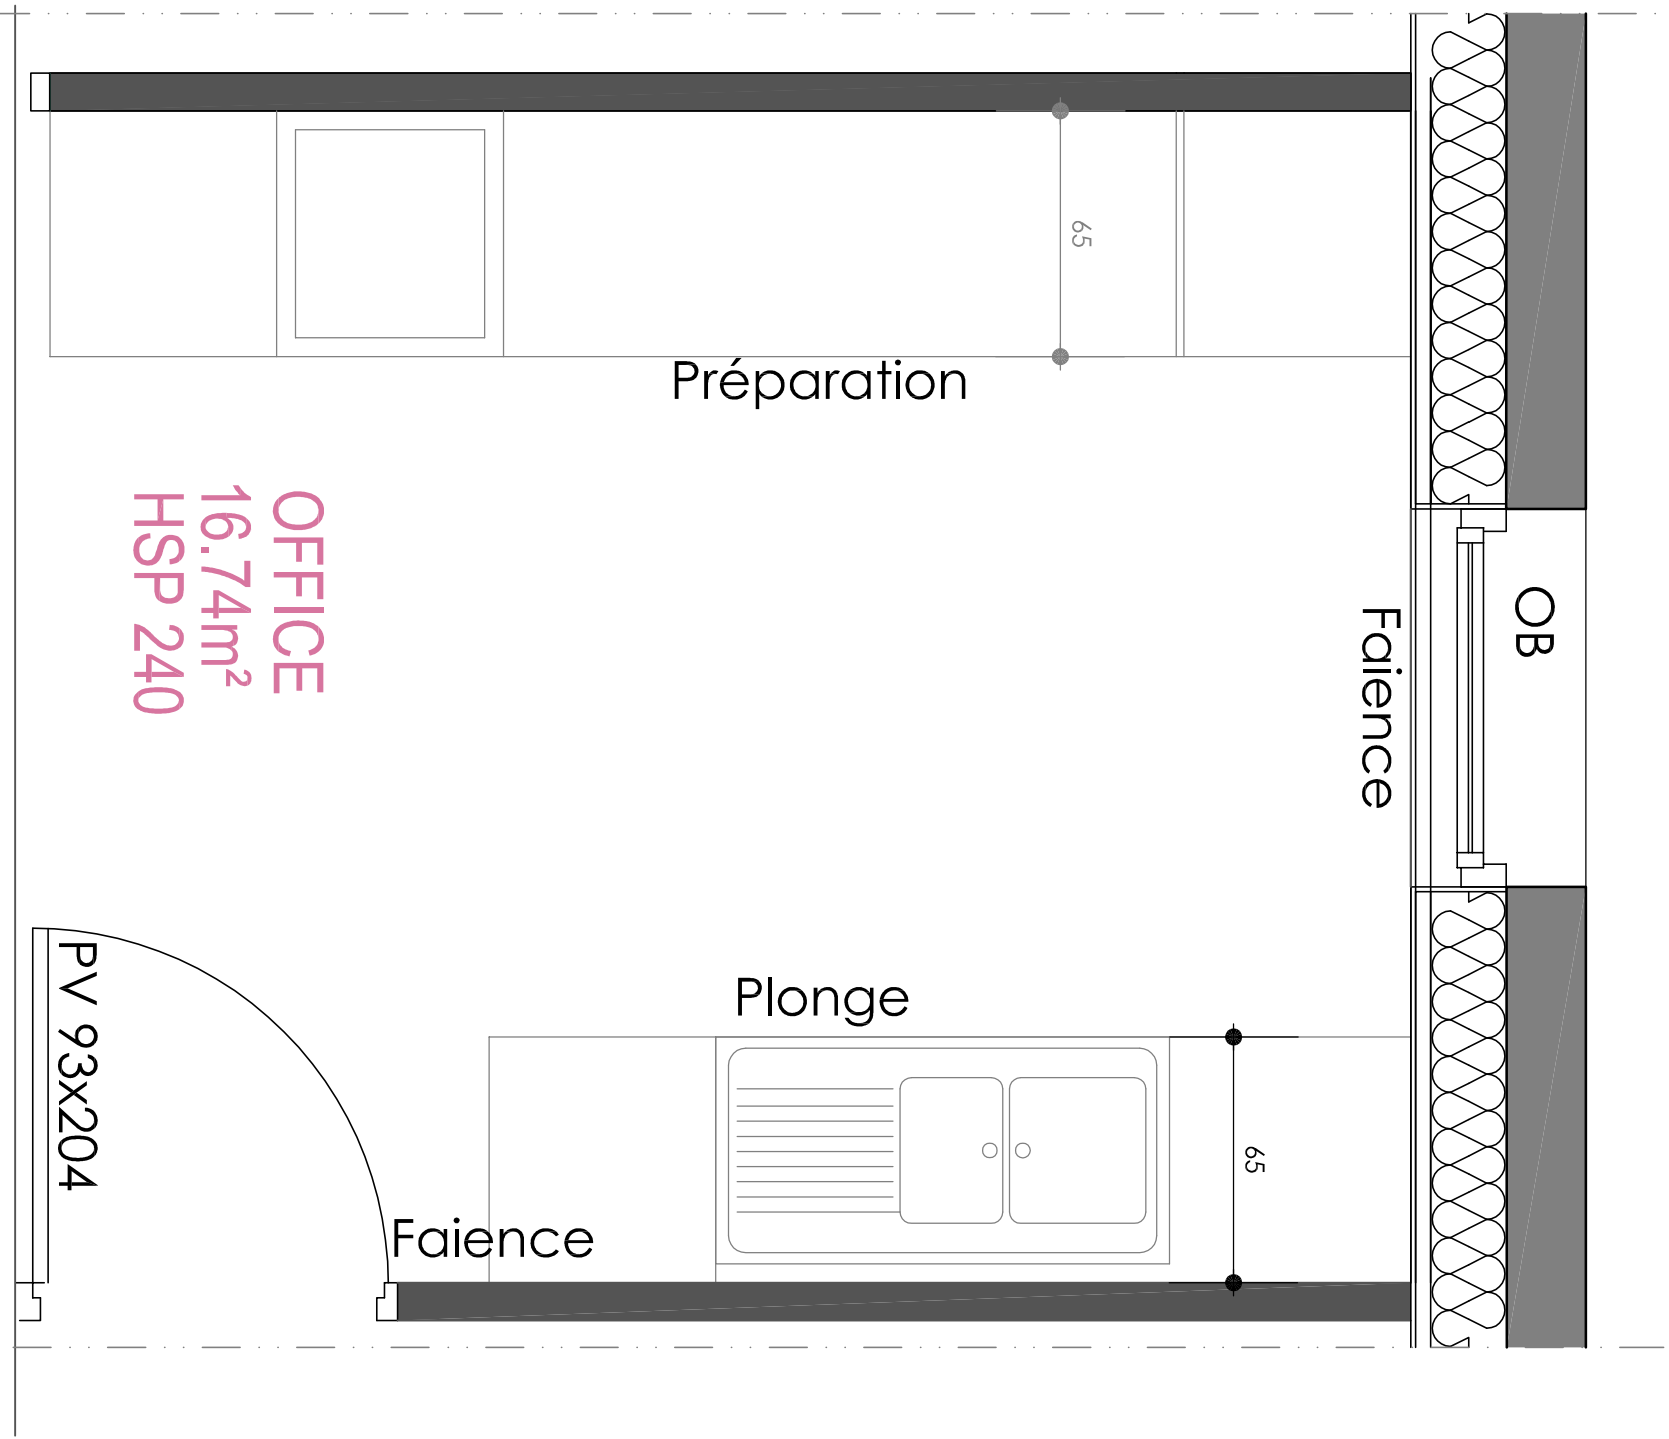 65
Préparation
OFFICE
16.74m²
HSP 240
OB
Faience
Plonge
PV 93x204
65
Faience